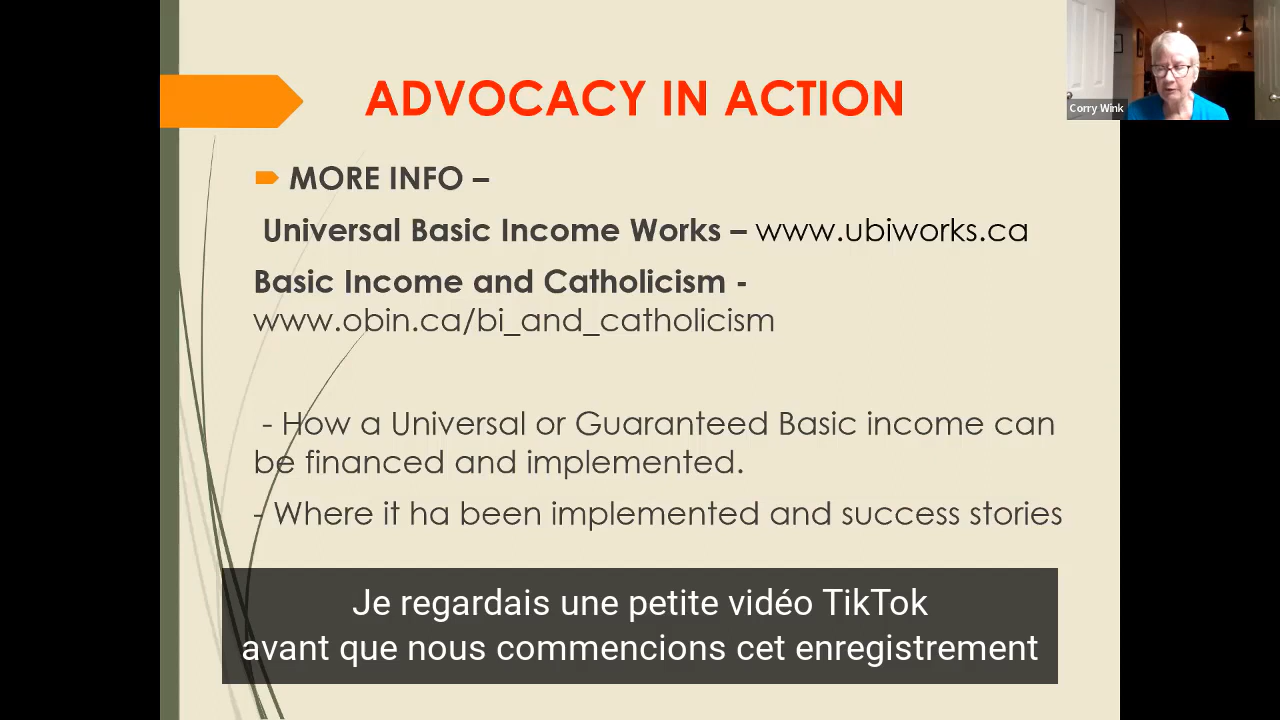 ADVOCACY IN ACTION
Corry Wink
MORE INFO –
Universal Basic Income Works – www.ubiworks.ca
Basic Income and Catholicism -
www.obin.ca/bi_and_catholicism
- How a Universal or Guaranteed Basic income can
be financed and implemented.
- Where it ha been implemented and success stories
Je regardais une petite vidéo TikTok
avant que nous commencions cet enregistrement